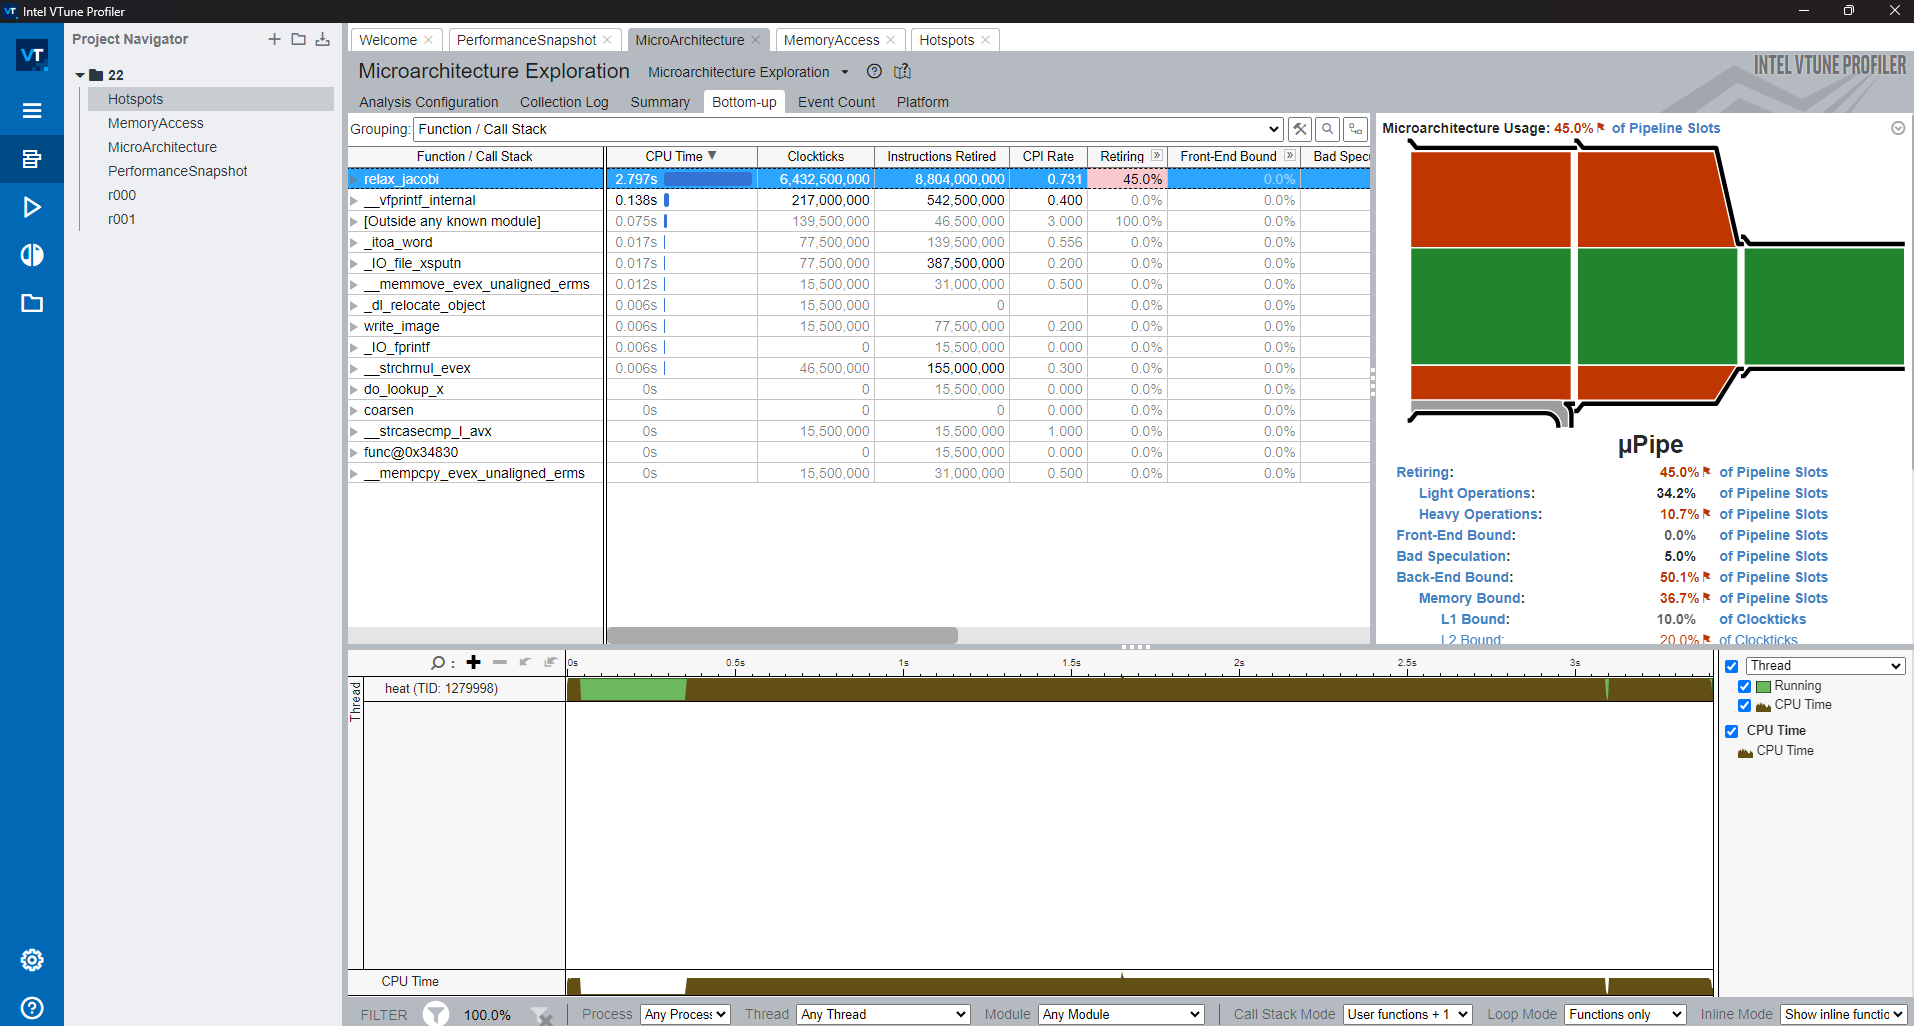 Intel VTune Profiler
VT
Project Navigator
22
Hotspots
MemoryAccess
MicroArchitecture
PerformanceSnapshot
r000
r001
Welcome
PerformanceSnapshot
MicroArchitecture
MemoryAccess
Hotspots
Microarchitecture Exploration
Microarchitecture Exploration
INTEL VTUNE PROFILER
Analysis Configuration
Collection Log
Summary
Bottom-up
Event Count
Platform
Grouping: Function / Call Stack
Function / Call Stack CPU Time Clockticks Instructions Retired CPI Rate Retiring Front-End Bound Bad Spec
relax_jacobi 2.797s 6,432,500,000 8,804,000,000 0.731 45.0% 0.0%
__vfprintf_internal 0.138s 217,000,000 542,500,000 0.400 0.0% 0.0%
[Outside any known module] 0.075s 139,500,000 46,500,000 3.000 100.0% 0.0%
_itoa_word 0.017s 77,500,000 139,500,000 0.556 0.0% 0.0%
_IO_file_xsputn 0.017s 77,500,000 387,500,000 0.200 0.0% 0.0%
__memmove_evex_unaligned_erms 0.012s 15,500,000 31,000,000 0.500 0.0% 0.0%
_dl_relocate_object 0.006s 15,500,000 0 0.0% 0.0%
write_image 0.006s 15,500,000 77,500,000 0.200 0.0% 0.0%
_IO_fprintf 0.006s 0 15,500,000 0.000 0.0% 0.0%
__strchrnul_evex 0.006s 46,500,000 155,000,000 0.300 0.0% 0.0%
do_lookup_x 0s 0 15,500,000 0.000 0.0% 0.0%
coarsen 0s 0 0 0.000 0.0% 0.0%
__strcasecmp_l_avx 0s 15,500,000 15,500,000 1.000 0.0% 0.0%
func@0x34830 0s 0 15,500,000 0.000 0.0% 0.0%
__mempcpy_evex_unaligned_erms 0s 15,500,000 31,000,000 0.500 0.0% 0.0%
Microarchitecture Usage: 45.0% of Pipeline Slots
µPipe
Retiring: 45.0% of Pipeline Slots
Light Operations: 34.2% of Pipeline Slots
Heavy Operations: 10.7% of Pipeline Slots
Front-End Bound: 0.0% of Pipeline Slots
Bad Speculation: 5.0% of Pipeline Slots
Back-End Bound: 50.1% of Pipeline Slots
Memory Bound: 36.7% of Pipeline Slots
L1 Bound: 10.0% of Clockticks
L2 Bound: 20.0% of Clockticks
0s 0.5s 1s 1.5s 2s 2.5s 3s
Thread
heat (TID: 1279998)
CPU Time
Thread
Running
CPU Time
CPU Time
CPU Time
FILTER 100.0% Process Any Process Thread Any Thread Module Any Module Call Stack Mode User functions + 1 Loop Mode Functions only Inline Mode Show inline functio